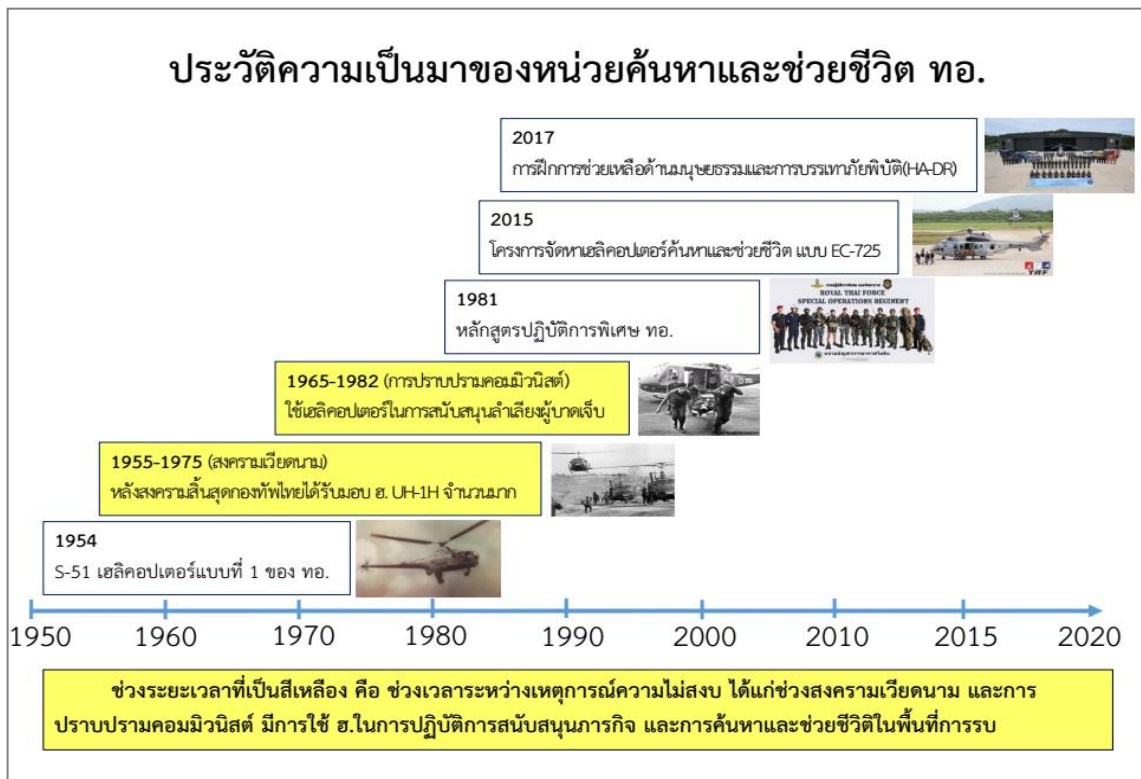 ประวัติความเป็นมาของหน่วยค้นหาและช่วยชีวิต ทอ.
2017
การฝึกการช่วยเหลือด้านมนุษยธรรมและการบรรเทาภัยพิบัติ(HA-DR)
2015
โครงการจัดหาเฮลิคอปเตอร์ค้นหาและช่วยชีวิต แบบ EC-725
1981
หลักสูตรปฏิบัติการพิเศษ ทอ.
ROYAL THAI FORCE
SPECIAL OPERATIONS REGIMENT
1965-1982 (การปราบปรามคอมมิวนิสต์)
ใช้เฮลิคอปเตอร์ในการสนับสนุนลำเลียงผู้บาดเจ็บ
1955-1975 (สงครามเวียดนาม)
หลังสงครามสิ้นสุดกองทัพไทยได้รับมอบ ฮ. UH-1H จำนวนมาก
1954
S-51 เฮลิคอปเตอร์แบบที่ 1 ของ ทอ.
1950 1960 1970 1980 1990 2000 2010 2015 2020
ช่วงระยะเวลาที่เป็นสีเหลือง คือ ช่วงเวลาระหว่างเหตุการณ์ความไม่สงบ ได้แก่ช่วงสงครามเวียดนาม และการ
ปราบปรามคอมมิวนิสต์ มีการใช้ ฮ.ในการปฏิบัติการสนับสนุนภารกิจ และการค้นหาและช่วยชีวิติในพื้นที่การรบ